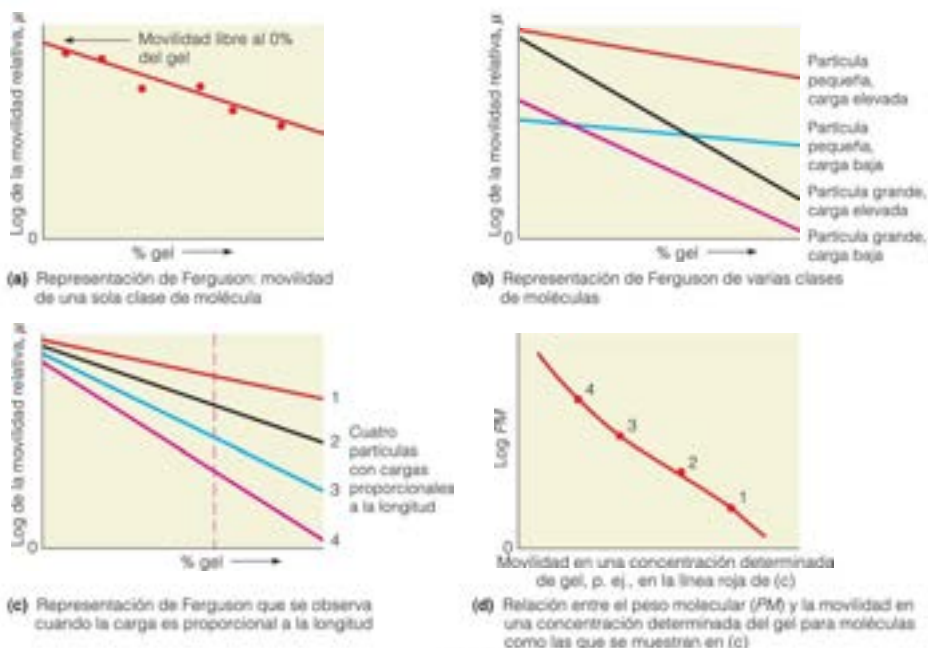 Log de la movilidad relativa, μ
Movilidad libre al 0%
del gel
0
% gel
(a) Representación de Ferguson: movilidad
de una sola clase de molécula
Log de la movilidad relativa, μ
Partícula
pequeña,
carga elevada
Partícula
pequeña,
carga baja
Partícula grande,
carga elevada
Partícula grande,
carga baja
0
% gel
(b) Representación de Ferguson de varias clases
de moléculas
Log de la movilidad relativa,
1
2
3
4
Cuatro
partículas
con cargas
proporcionales
a la longitud
0
% gel
(c) Representación de Ferguson que se observa
cuando la carga es proporcional a la longitud
Log PM
4
3
2
1
0
Movilidad en una concentración determinada
de gel, p. ej., en la línea roja de (c)
(d) Relación entre el peso molecular (PM) y la movilidad en
una concentración determinada del gel para moléculas
como las que se muestran en (c)